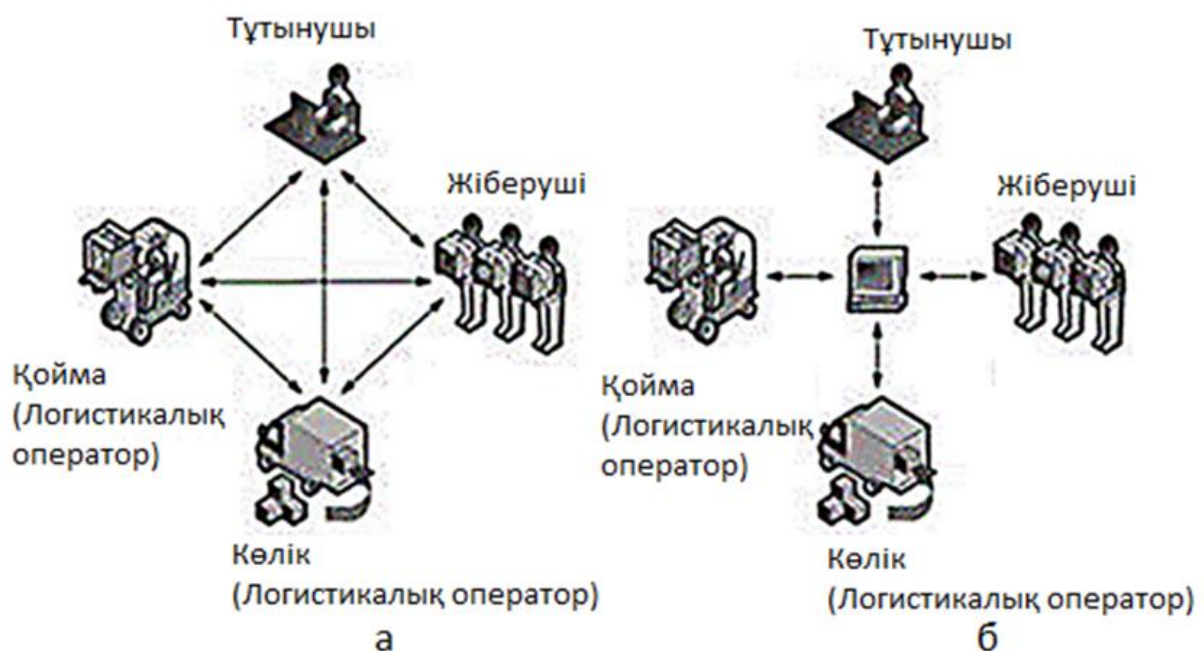 Тұтынушы
Жіберуші
Қойма
(Логистикалық
оператор)
Көлік
(Логистикалық оператор)
а
Тұтынушы
Жіберуші
Қойма
(Логистикалық
оператор)
Көлік
(Логистикалық оператор)
б